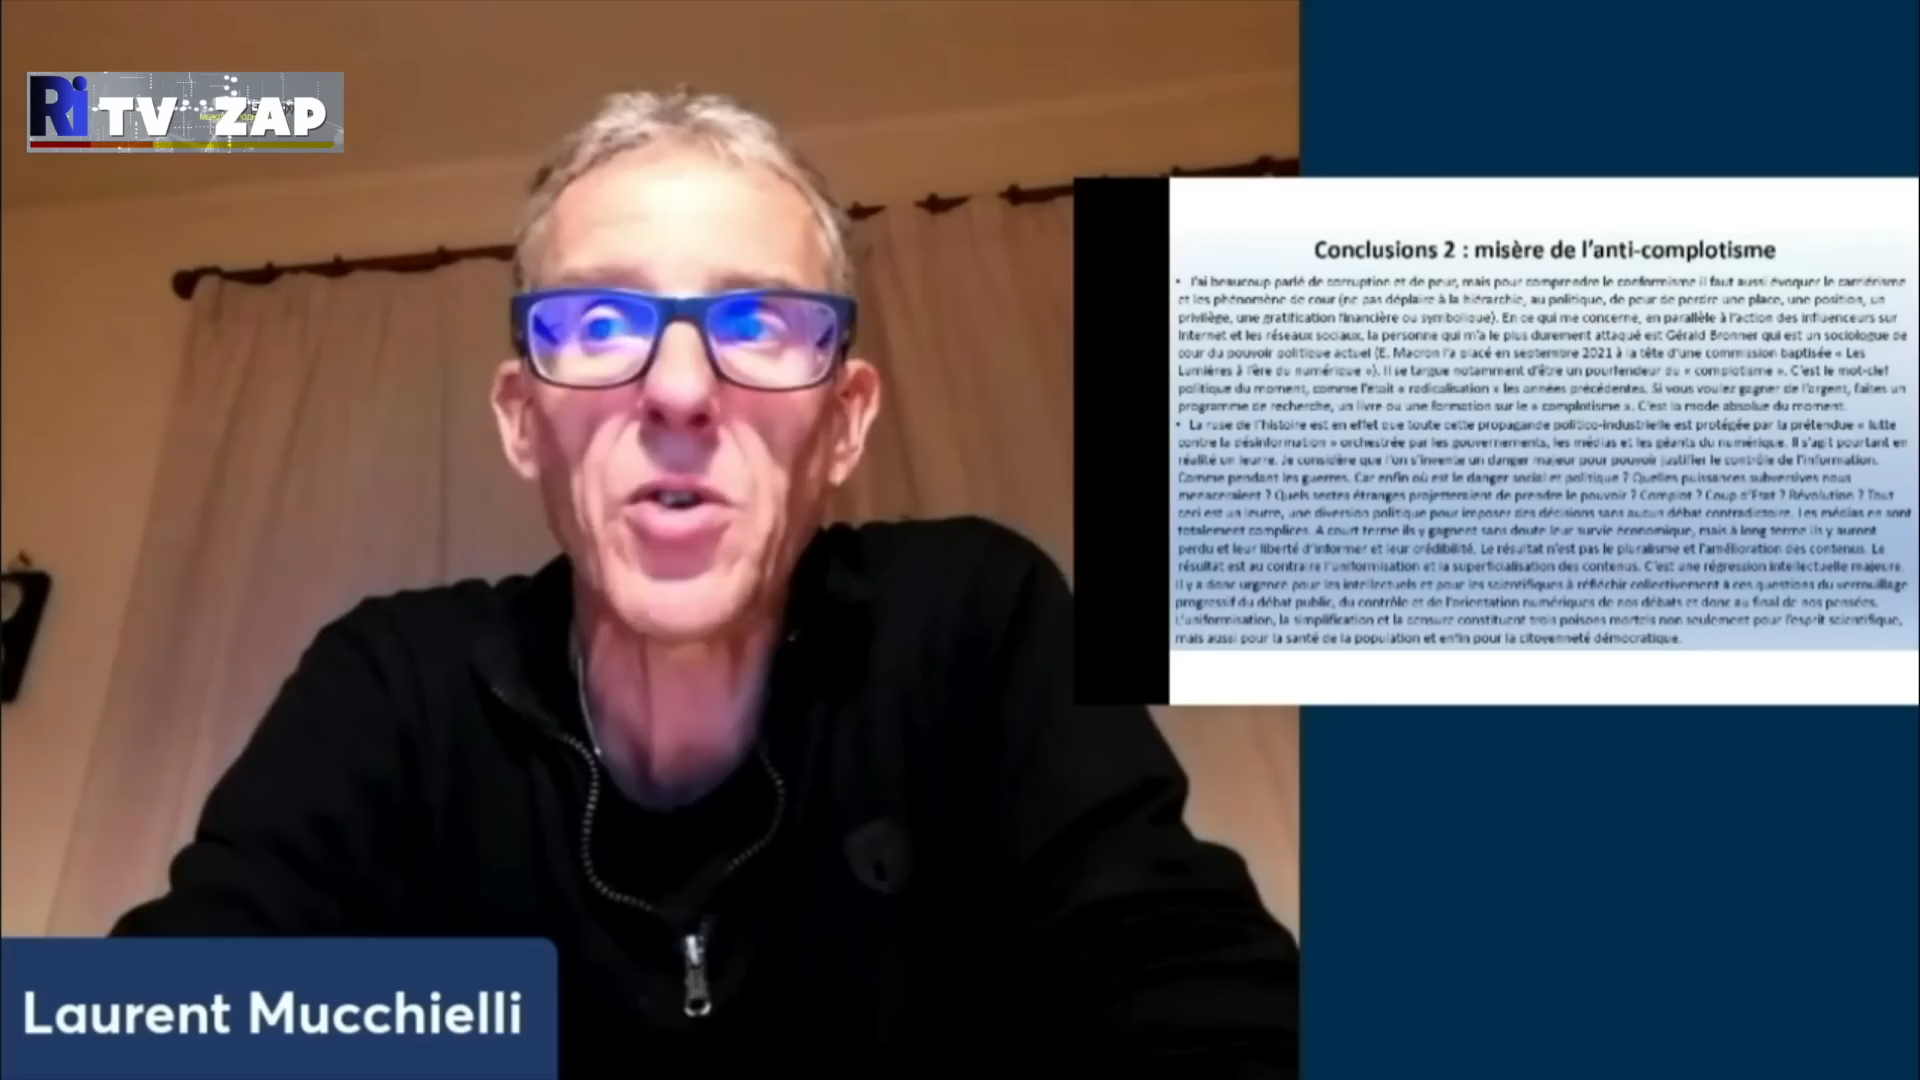 Ri TV ZAP
Conclusions 2 : misère de l'anti-complotisme
• J'ai beaucoup parlé de corruption et de peur, mais pour comprendre le conformisme il faut aussi évoquer le carriérisme
et les phénomène de cour (ne pas déplaire à la hiérarchie, au politique, de peur de perdre une place, une position, un
privilège, une gratification financière ou symbolique). En ce qui me concerne, en parallèle à l'action des influenceurs sur
Internet et les réseaux sociaux, la personne qui m'a le plus durement attaqué est Gérald Bronner qui est un sociologue de
cour du pouvoir politique actuel (E. Macron l'a placé en septembre 2021 à la tête d'une commission baptisée « Les
Lumières à l'ère du numérique »). Il se targue notamment d'être un pourfendeur du « complotisme ». C'est le mot-clef
politique du moment, comme l'était « radicalisation » les années précédentes. Si vous voulez gagner de l'argent, faites un
programme de recherche, un livre ou une formation sur le « complotisme ». C'est la mode absolue du moment.
• La ruse de l'histoire est en effet que toute cette propagande politico-industrielle est protégée par la prétendue « lutte
contre la désinformation » orchestrée par les gouvernements, les médias et les géants du numérique. Il s'agit pourtant en
réalité un leurre. Je considère que l'on s'invente un danger majeur pour pouvoir justifier le contrôle de l'information.
Comme pendant les guerres. Car enfin où est le danger social et politique ? Quelles puissances subversives nous
menaceraient ? Quels sectes étranges projetteraient de prendre le pouvoir ? Complot ? Coup d'Etat ? Révolution ? Tout
ceci est un leurre, une diversion politique pour imposer des décisions sans aucun débat contradictoire. Les médias en sont
totalement complices. A court terme ils y gagnent sans doute leur survie économique, mais à long terme ils y auront
perdu et leur liberté d'informer et leur crédibilité. Le résultat n'est pas le pluralisme et l'amélioration des contenus. Le
résultat est au contraire l'uniformisation et la superficialisation des contenus. C'est une régression intellectuelle majeure.
Il y a donc urgence pour les intellectuels et pour les scientifiques à réfléchir collectivement à ces questions du verrouillage
progressif du débat public, du contrôle et de l'orientation numériques de nos débats et donc au final de nos pensées.
L'uniformisation, la simplification et la censure constituent trois poisons mortels non seulement pour l'esprit scientifique,
mais aussi pour la santé de la population et enfin pour la citoyenneté démocratique.
Laurent Mucchielli